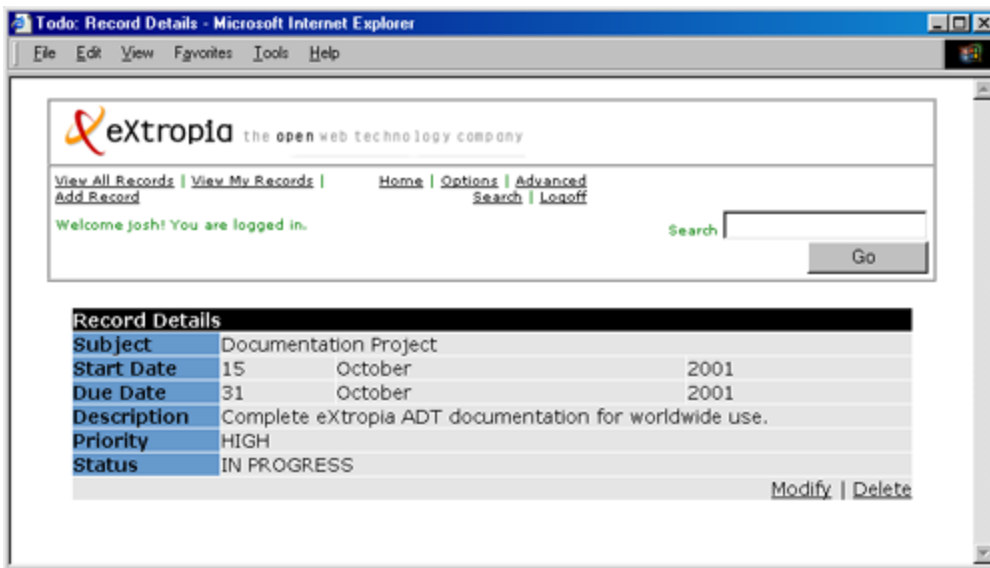 Todo: Record Details - Microsoft Internet Explorer
File Edit View Favorites Tools Help
eXtropia the open web technology company
View All Records | View My Records | Home | Options | Advanced
Add Record Search | Logoff
Welcome josh! You are logged in.
Search
Go
Record Details
Subject Documentation Project
Start Date 15 October 2001
Due Date 31 October 2001
Description Complete eXtropia ADT documentation for worldwide use.
Priority HIGH
Status IN PROGRESS
Modify | Delete